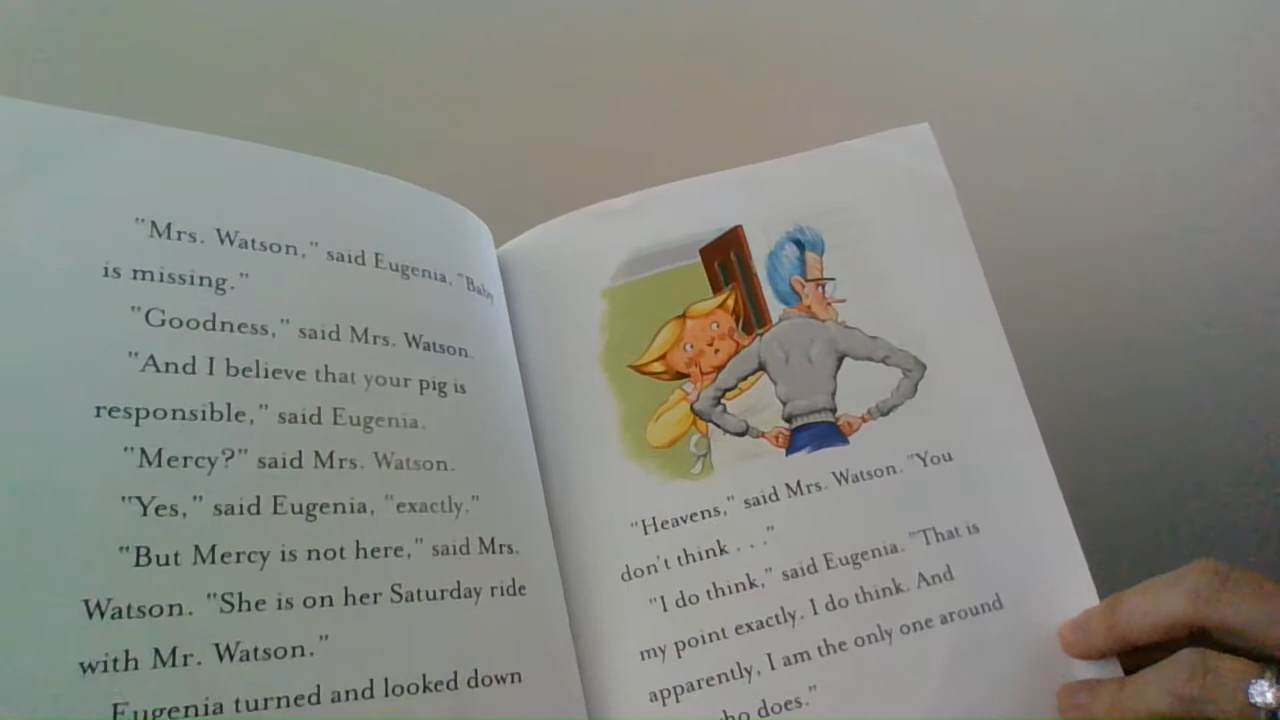 "Mrs. Watson," said Eugenia, "Baby
is missing."
"Goodness," said Mrs. Watson.
"And I believe that your pig is
responsible," said Eugenia.
"Mercy?" said Mrs. Watson.
"Yes," said Eugenia, "exactly."
"But Mercy is not here," said Mrs.
Watson. "She is on her Saturday ride
with Mr. Watson."
Eugenia turned and looked down
"Heavens," said Mrs. Watson. "You
don't think . . ."
"I do think," said Eugenia. "That is
my point exactly. I do think. And
apparently, I am the only one around
does."